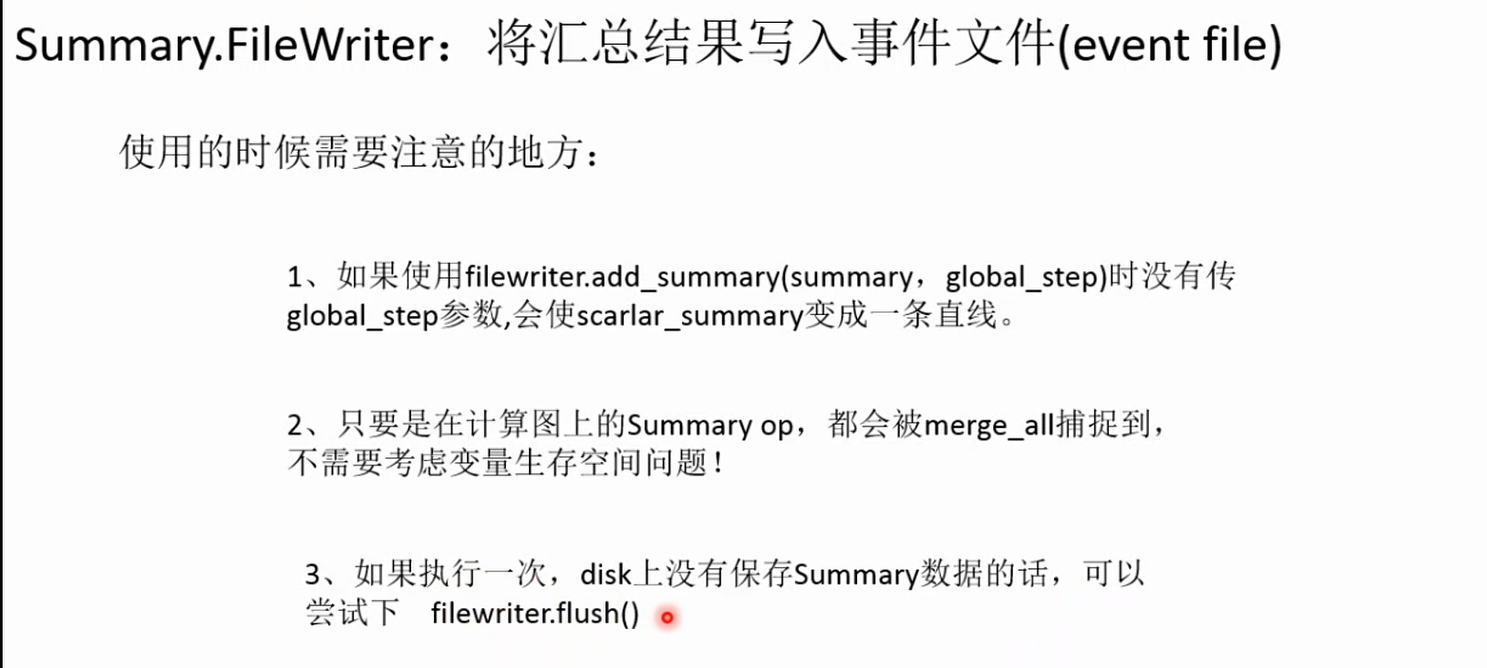 Summary.FileWriter：将汇总结果写入事件文件(event file)
使用的时候需要注意的地方：
1、如果使用filewriter.add_summary(summary，global_step)时没有传
global_step参数,会使scarlar_summary变成一条直线。
2、只要是在计算图上的Summary op，都会被merge_all捕捉到，
不需要考虑变量生存空间问题！
3、如果执行一次，disk上没有保存Summary数据的话，可以
尝试下 filewriter.flush()